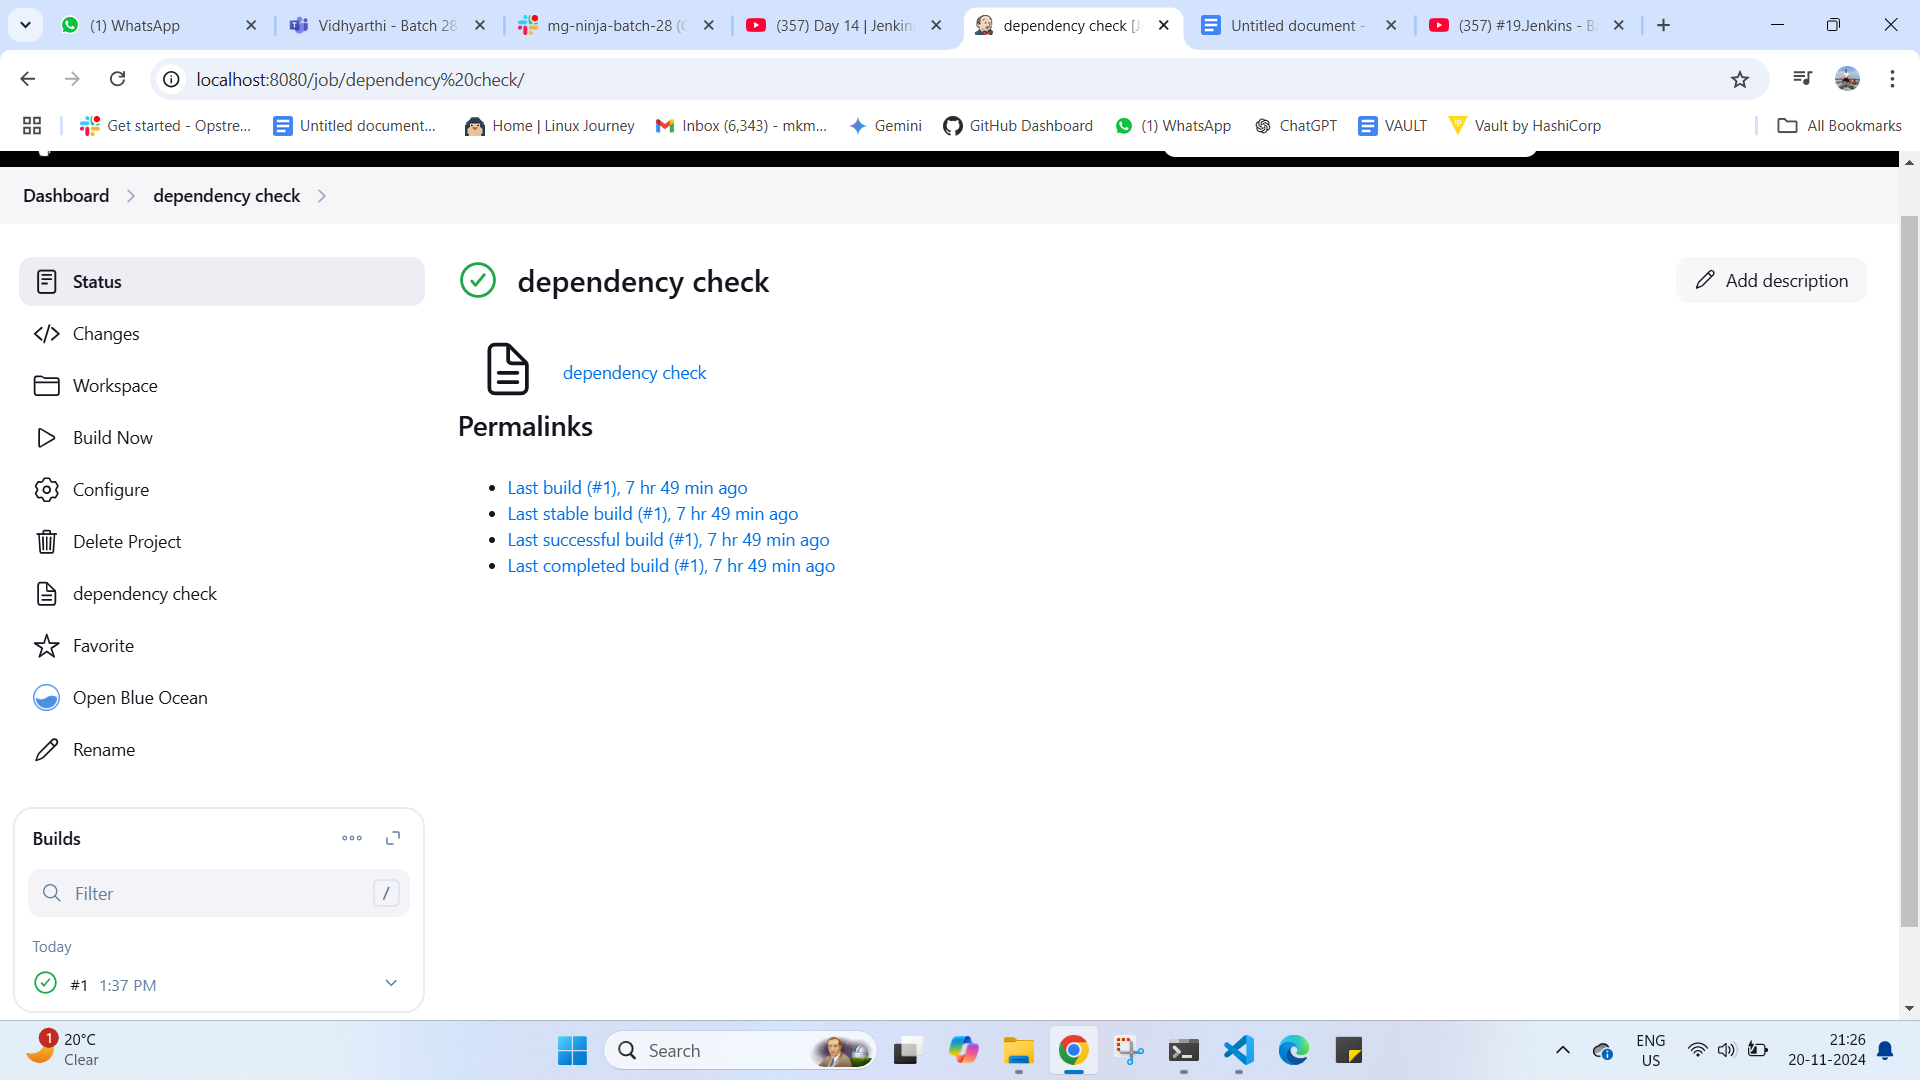 (1) WhatsApp
Vidhyarthi - Batch 28
mg-ninja-batch-28 (C
(357) Day 14 | Jenkins
dependency check [J
Untitled document -
(357) #19.Jenkins - B
localhost:8080/job/dependency%20check/
Get started - Opstre...
Untitled document...
Home | Linux Journey
Inbox (6,343) - mkm...
Gemini
GitHub Dashboard
(1) WhatsApp
ChatGPT
VAULT
Vault by HashiCorp
All Bookmarks
Dashboard
dependency check
Status
Changes
Workspace
Build Now
Configure
Delete Project
dependency check
Favorite
Open Blue Ocean
Rename
dependency check
Add description
dependency check
Permalinks
Last build (#1), 7 hr 49 min ago
Last stable build (#1), 7 hr 49 min ago
Last successful build (#1), 7 hr 49 min ago
Last completed build (#1), 7 hr 49 min ago
Builds
Filter
/
Today
#1 1:37 PM
1
20°C
Clear
Search
ENG
US
21:26
20-11-2024